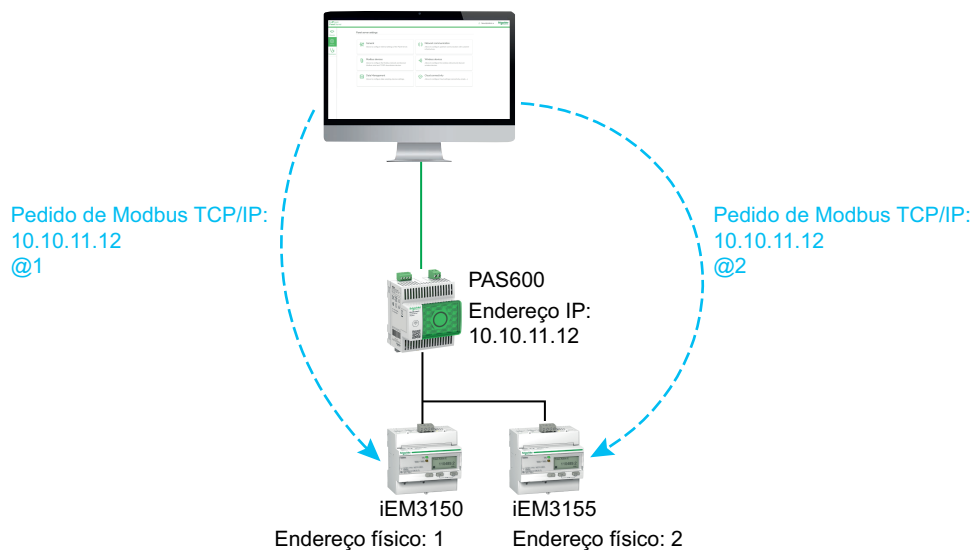 Pedido de Modbus TCP/IP:
10.10.11.12
@1
Pedido de Modbus TCP/IP:
10.10.11.12
@2
PAS600
Endereço IP:
10.10.11.12
iEM3150
Endereço físico: 1
iEM3155
Endereço físico: 2